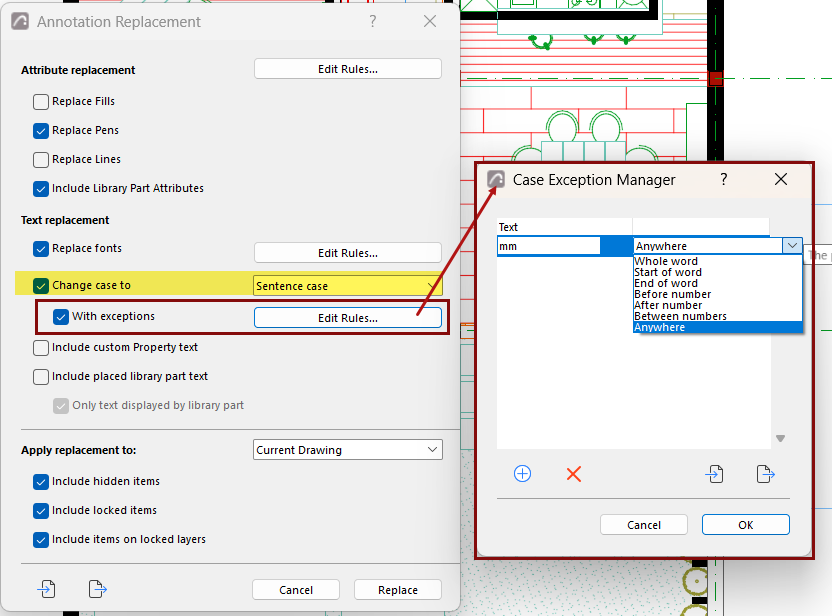 Annotation Replacement
?
Attribute replacement
Edit Rules...
Replace Fills
Replace Pens
Replace Lines
Include Library Part Attributes
Text replacement
Replace fonts
Edit Rules...
Change case to
Sentence case
With exceptions
Edit Rules...
Include custom Property text
Include placed library part text
Only text displayed by library part
Apply replacement to:
Current Drawing
Include hidden items
Include locked items
Include items on locked layers
Cancel
Replace
Case Exception Manager
?
Text
mm
Anywhere
Whole word
Start of word
End of word
Before number
After number
Between numbers
Anywhere
Cancel
OK
The